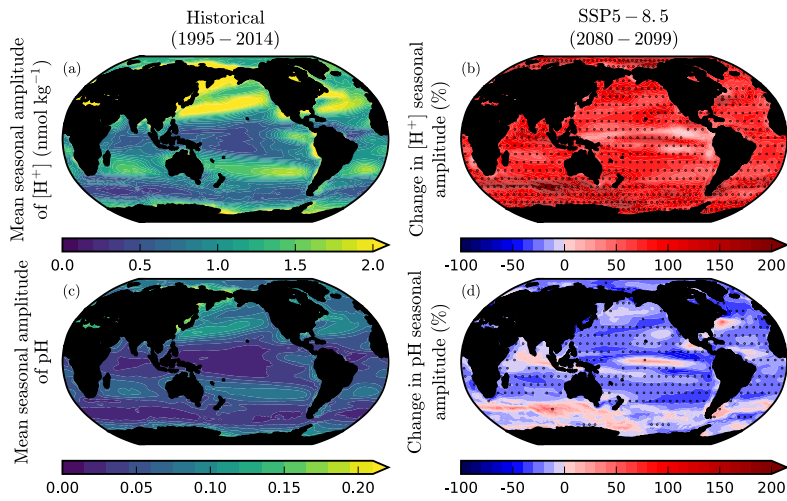 Historical
(1995 – 2014)
SSP5 – 8.5
(2080 – 2099)
Mean seasonal amplitude
of [H⁺] (nmol kg⁻¹)
(a)
0.0 0.5 1.0 1.5 2.0
Change in [H⁺] seasonal
amplitude (%)
(b)
-100 -50 0 50 100 150 200
Mean seasonal amplitude
of pH
(c)
0.00 0.05 0.10 0.15 0.20
Change in pH seasonal
amplitude (%)
(d)
-100 -50 0 50 100 150 200